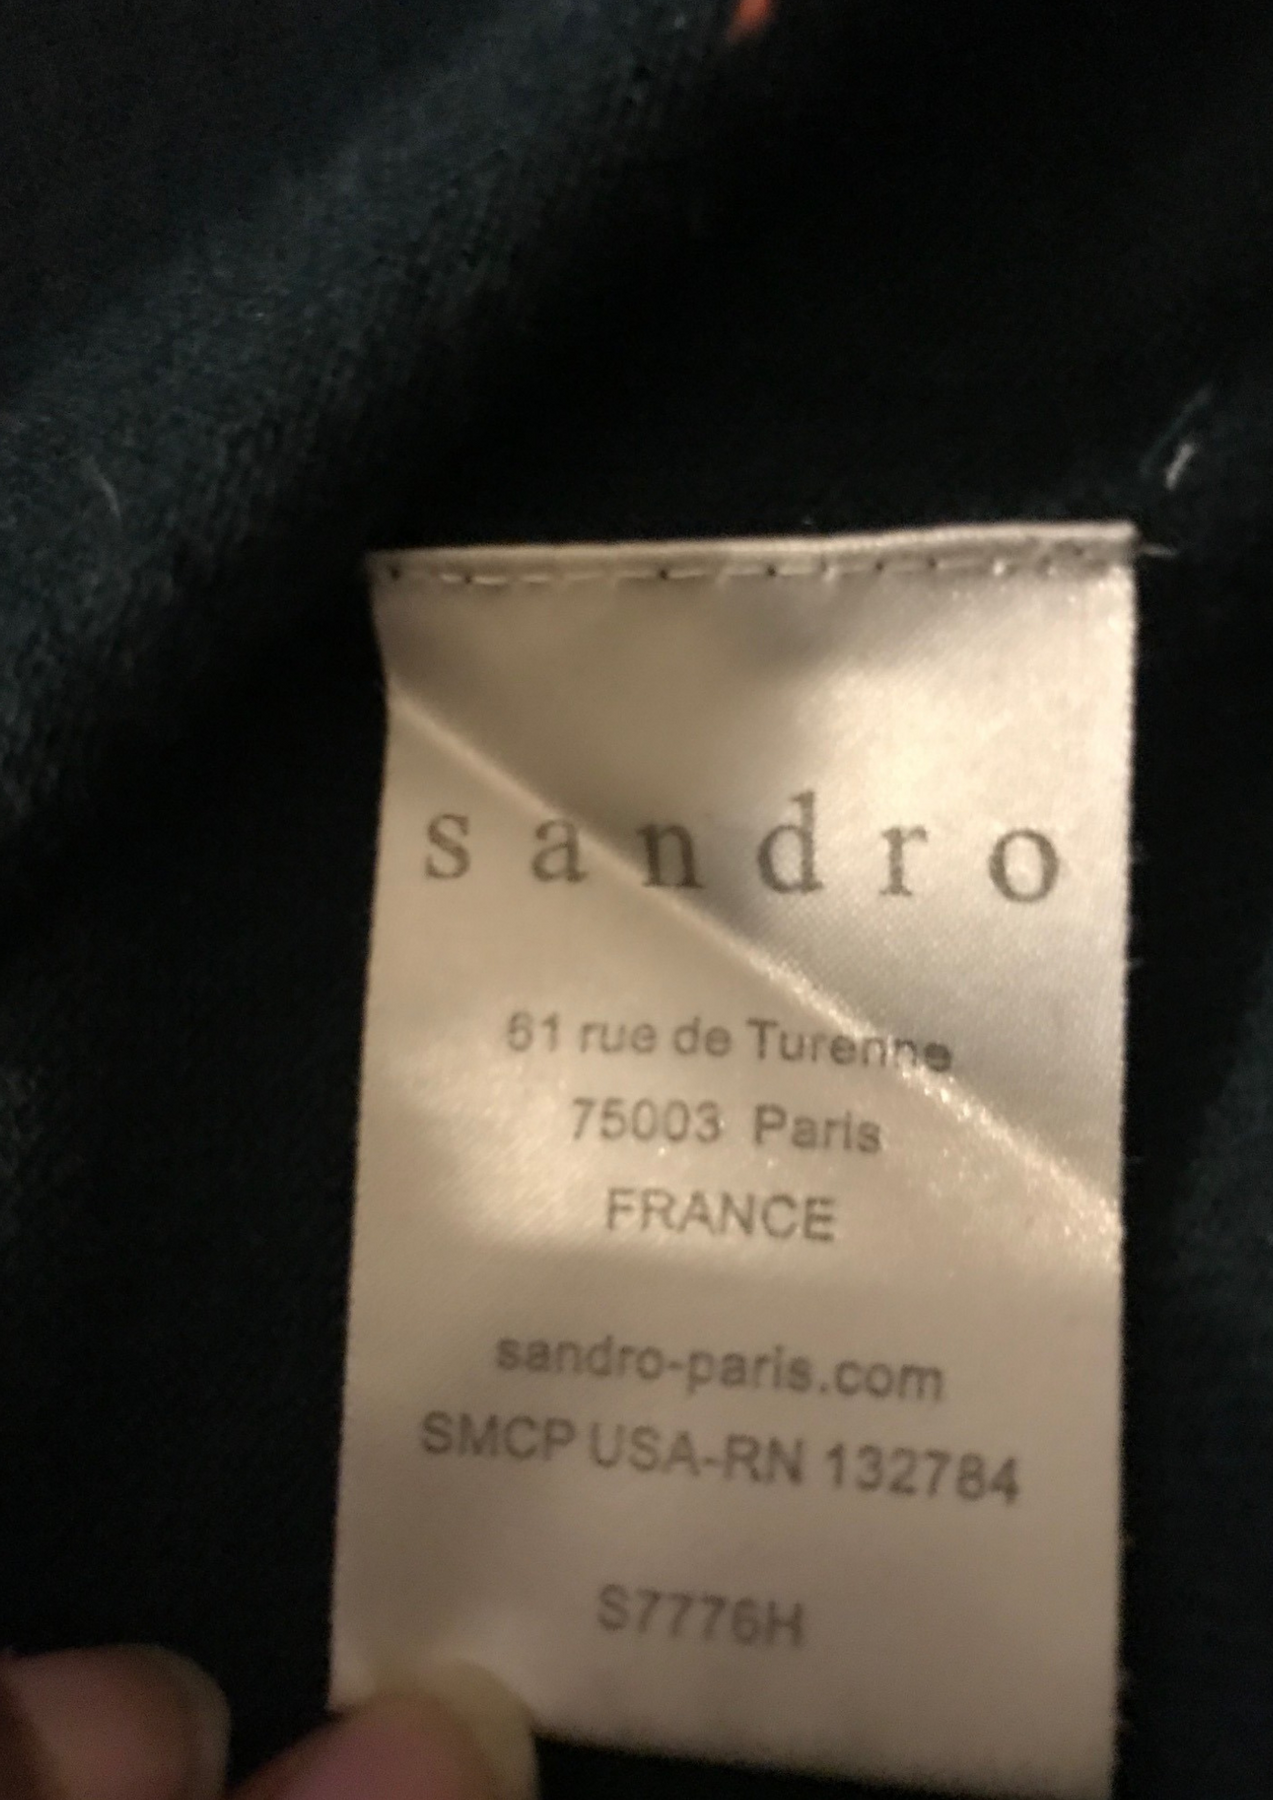 sandro
61 rue de Turenne
75003 Paris
FRANCE
sandro-paris.com
SMCP USA-RN 132784
S7776H